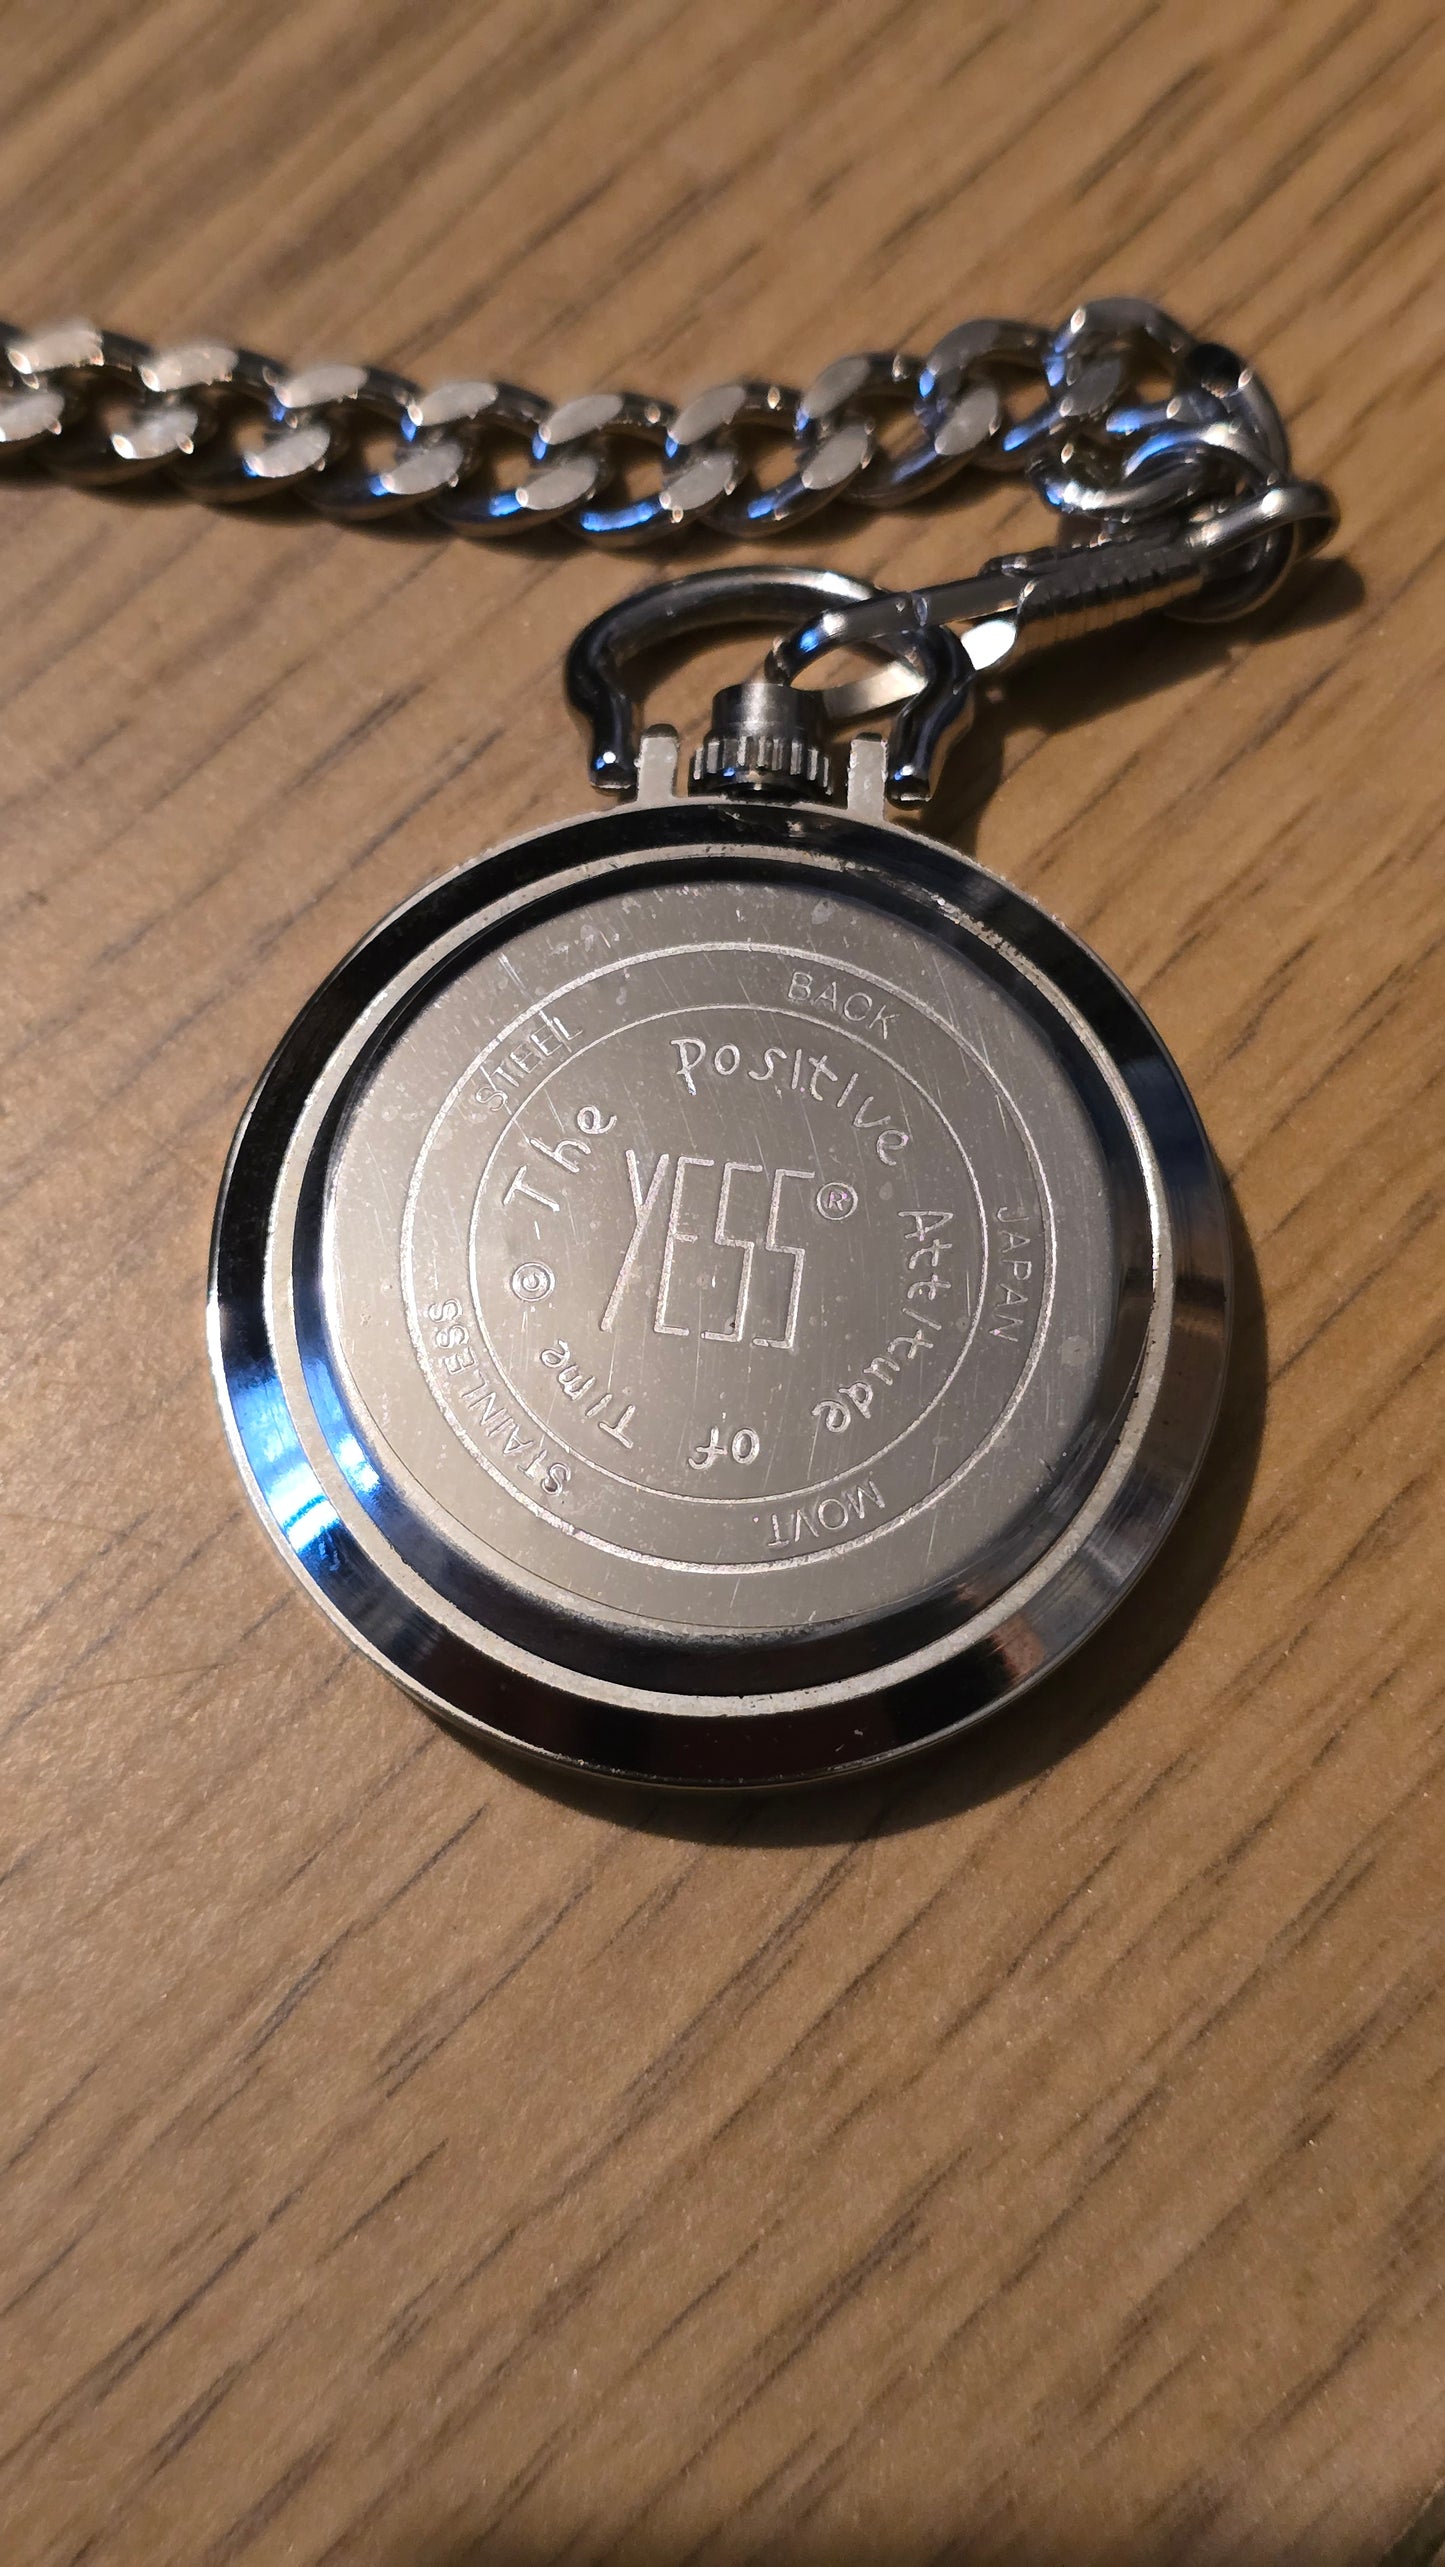 STAINLESS STEEL BACK JAPAN MOVT.
The Positive Attitude of Time ©
YESS®